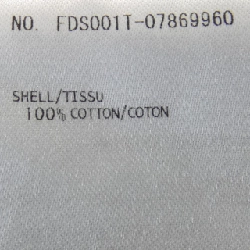 NO. FDS001T-07869960
SHELL/TISSU
100% COTTON/COTON